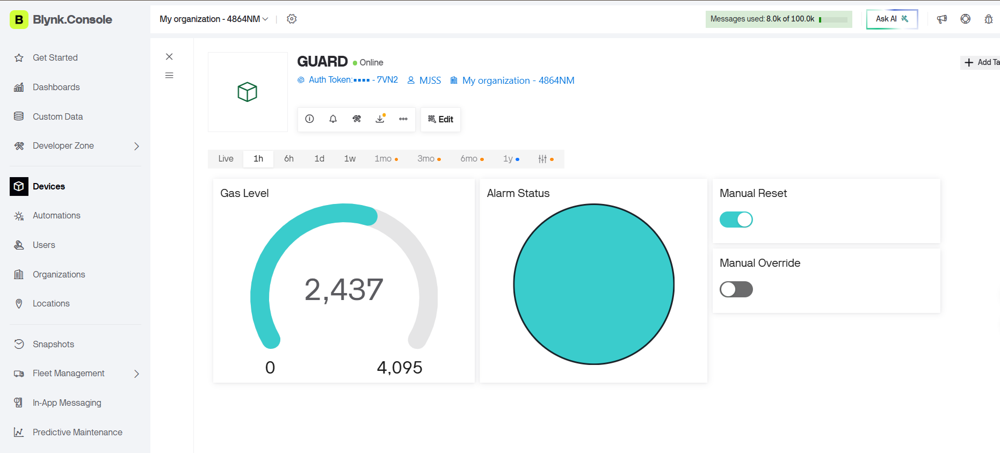 B Blynk.Console
My organization - 4864NM
Messages used: 8.0k of 100.0k
Ask AI
Get Started
Dashboards
Custom Data
Developer Zone
Devices
Automations
Users
Organizations
Locations
Snapshots
Fleet Management
In-App Messaging
Predictive Maintenance
GUARD Online
Auth Token:▪▪▪▪ - 7VN2 MJSS My organization - 4864NM
Add Ta
Edit
Live 1h 6h 1d 1w 1mo 3mo 6mo 1y
Gas Level
2,437
0 4,095
Alarm Status
Manual Reset
Manual Override